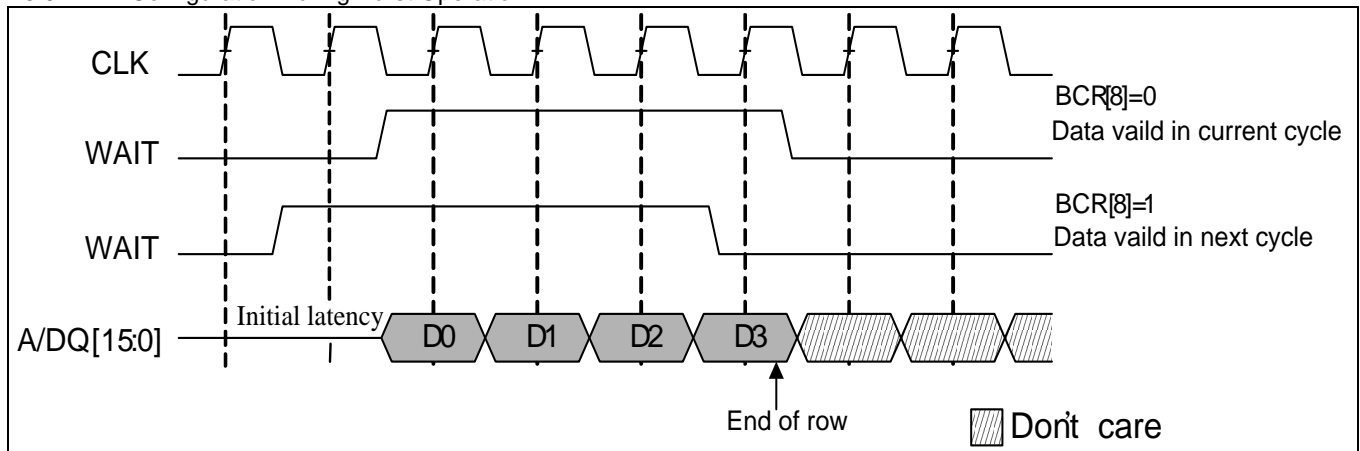 CLK
BCR[8]=0
Data vaild in current cycle
WAIT
BCR[8]=1
Data vaild in next cycle
WAIT
Initial latency
A/DQ[15:0]
D0 D1 D2 D3
End of row
Don't care